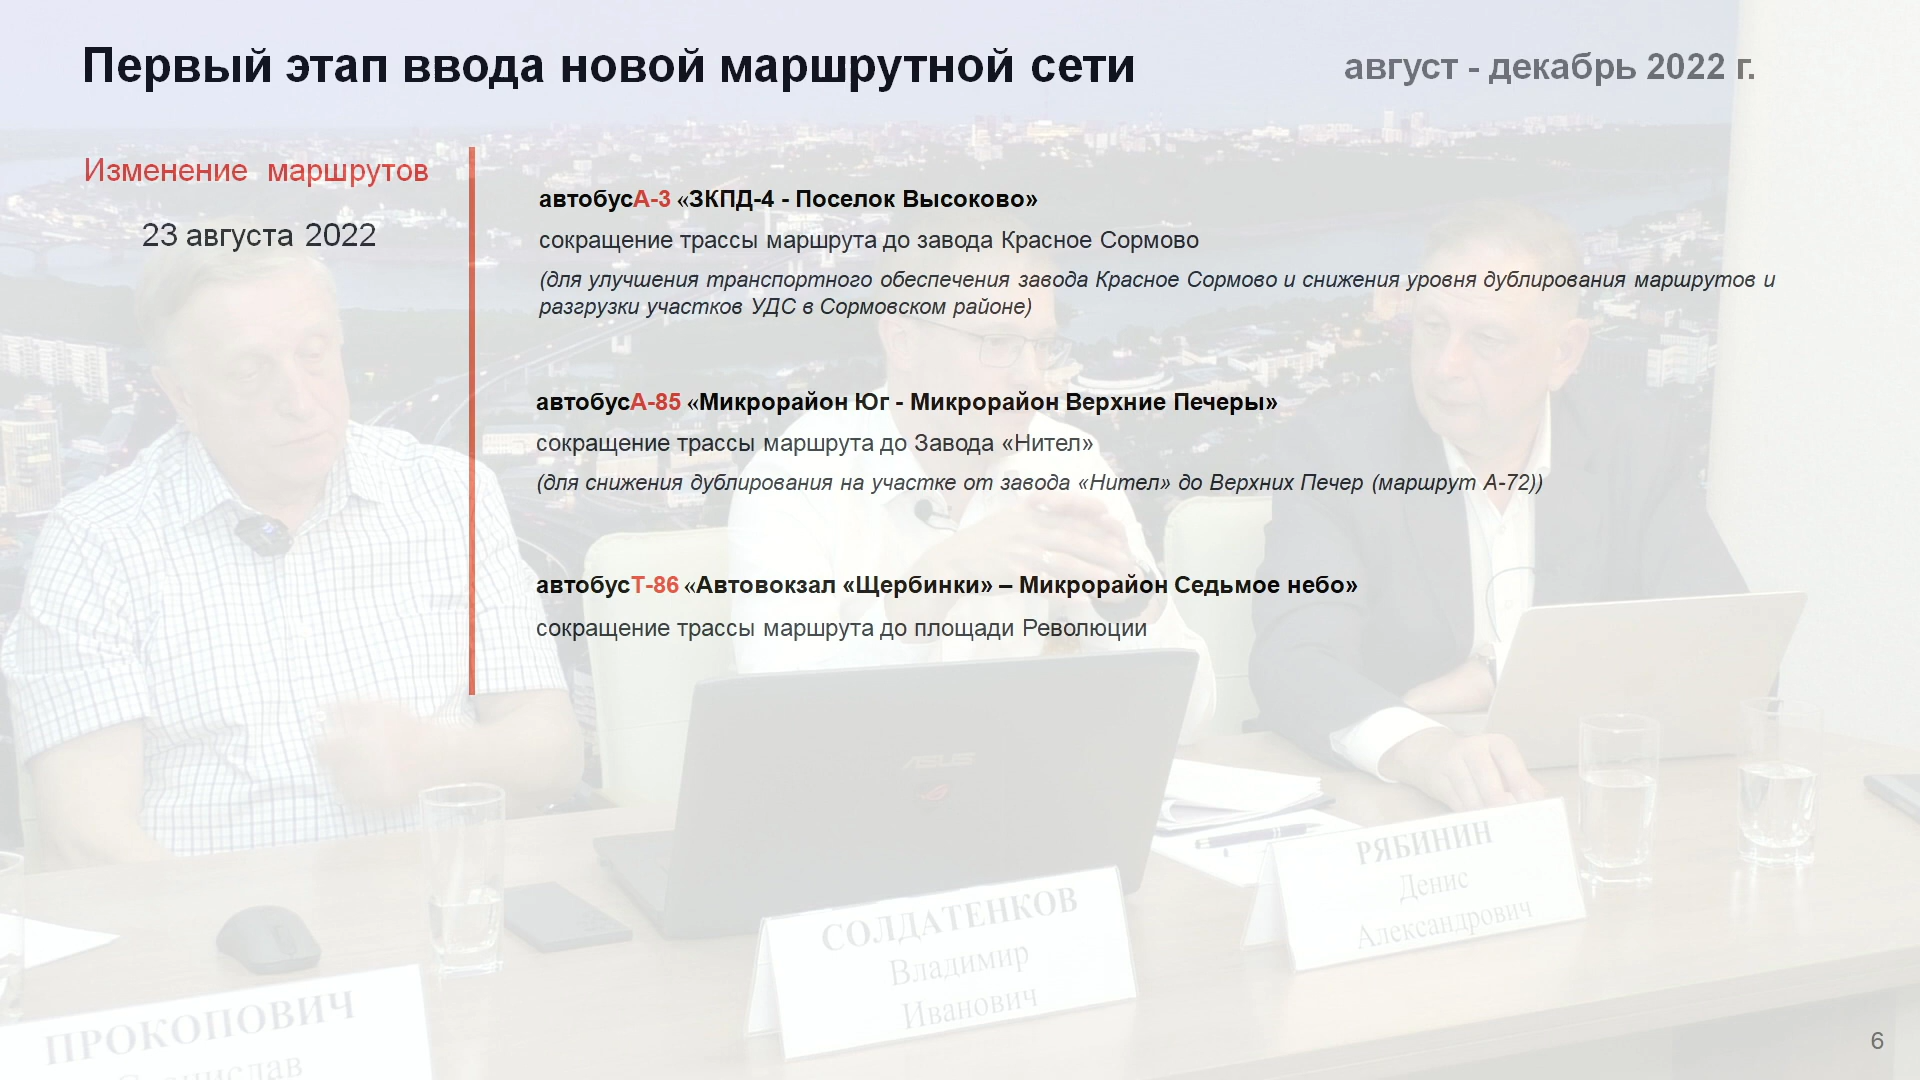 Первый этап ввода новой маршрутной сети
август - декабрь 2022 г.
Изменение маршрутов
23 августа 2022
автобусА-3 «ЗКПД-4 - Поселок Высоково»
сокращение трассы маршрута до завода Красное Сормово
(для улучшения транспортного обеспечения завода Красное Сормово и снижения уровня дублирования маршрутов и
разгрузки участков УДС в Сормовском районе)
автобусА-85 «Микрорайон Юг - Микрорайон Верхние Печеры»
сокращение трассы маршрута до Завода «Нител»
(для снижения дублирования на участке от завода «Нител» до Верхних Печер (маршрут А-72))
автобусТ-86 «Автовокзал «Щербинки» – Микрорайон Седьмое небо»
сокращение трассы маршрута до площади Революции
ASUS
РЯБИНИН
Денис
Александрович
СОЛДАТЕНКОВ
Владимир
Иванович
ПРОКОПОВИЧ
6